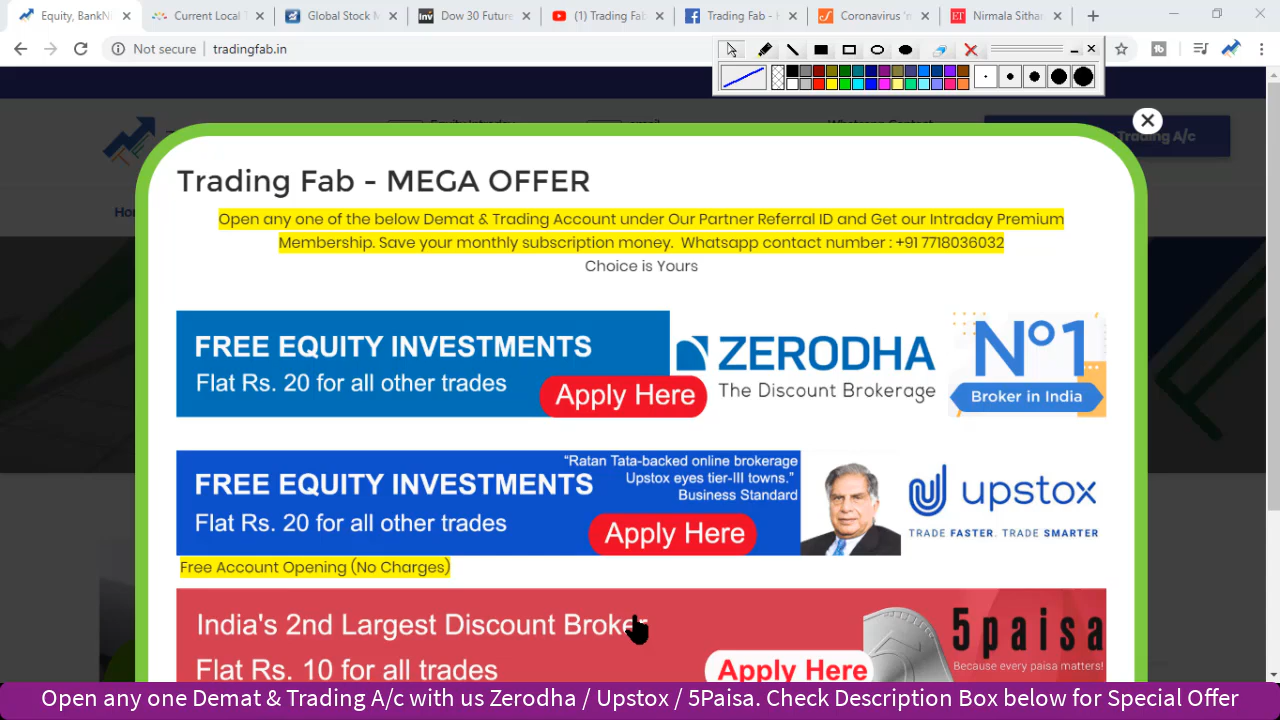 Equity, BankN
Current Local T
Global Stock M
Dow 30 Future
(1) Trading Fab
Trading Fab - H
Coronavirus 'n
Nirmala Sithar
Not secure
tradingfab.in
Trading A/c
Trading Fab - MEGA OFFER
Open any one of the below Demat & Trading Account under Our Partner Referral ID and Get our Intraday Premium
Membership. Save your monthly subscription money. Whatsapp contact number : +91 7718036032
Choice is Yours
FREE EQUITY INVESTMENTS
Flat Rs. 20 for all other trades
Apply Here
ZERODHA
The Discount Brokerage
Nº1
Broker in India
FREE EQUITY INVESTMENTS
Flat Rs. 20 for all other trades
"Ratan Tata-backed online brokerage
Upstox eyes tier-III towns."
Business Standard
Apply Here
upstox
TRADE FASTER. TRADE SMARTER
Free Account Opening (No Charges)
India's 2nd Largest Discount Broker
Flat Rs. 10 for all trades
Apply Here
5paisa
Because every paisa matters!
Open any one Demat & Trading A/c with us Zerodha / Upstox / 5Paisa. Check Description Box below for Special Offer